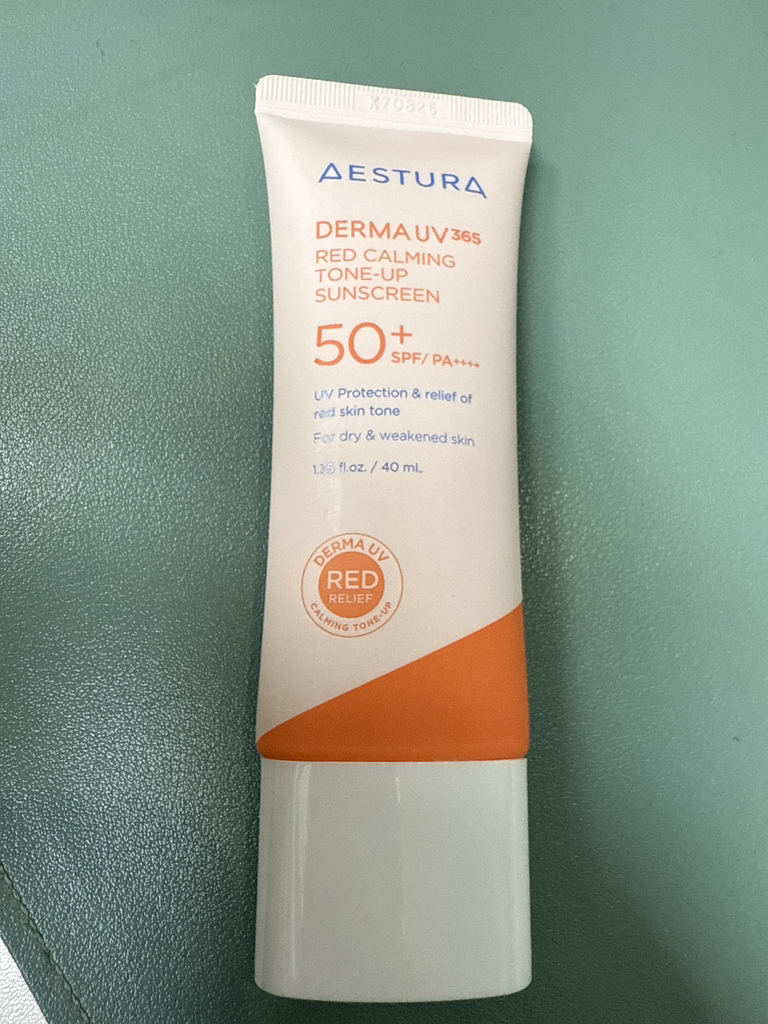 X70826
AESTURA
DERMA UV365
RED CALMING
TONE-UP
SUNSCREEN
50+
SPF/ PA++++
UV Protection & relief of
red skin tone
For dry & weakened skin
1.35 fl.oz. / 40 mL
DERMA UV
RED
RELIEF
CALMING TONE-UP